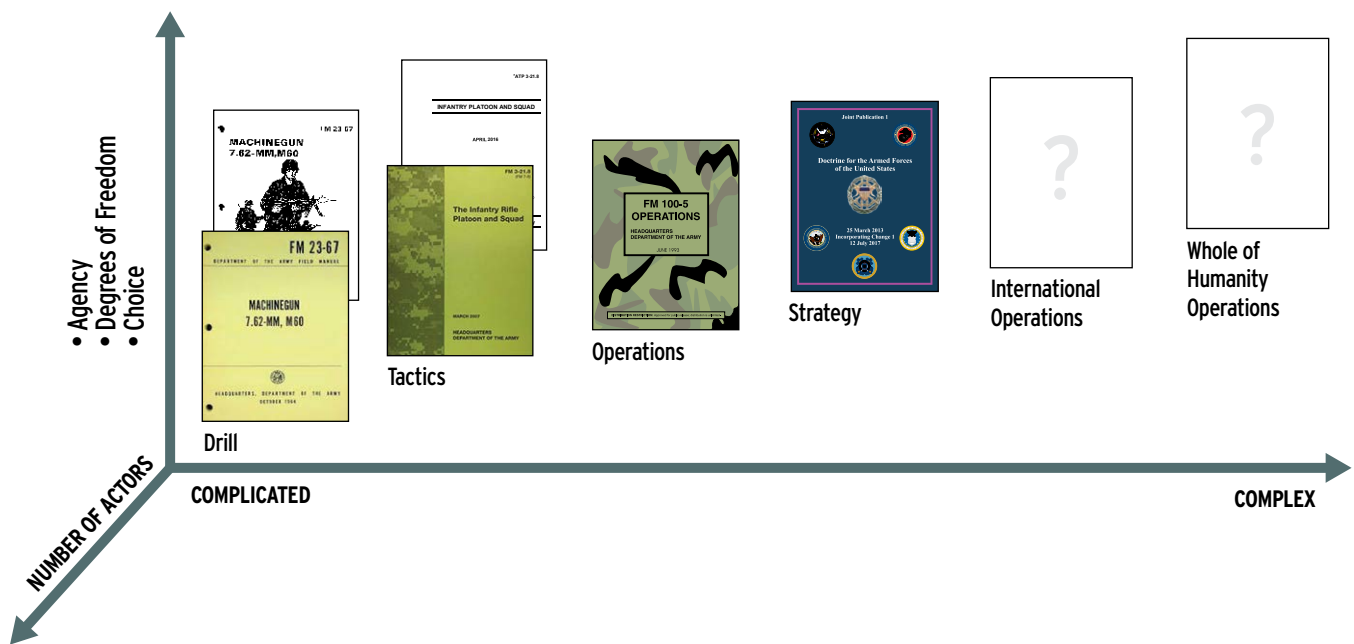 • Agency
• Degrees of Freedom
• Choice
NUMBER OF ACTORS
COMPLICATED
COMPLEX
FM 23-67
MACHINEGUN
7.62-MM, M60
FM 23-67
DEPARTMENT OF THE ARMY FIELD MANUAL
MACHINEGUN
7.62-MM, M60
HEADQUARTERS, DEPARTMENT OF THE ARMY
OCTOBER 1964
Drill
*ATP 3-21.8
INFANTRY PLATOON AND SQUAD
APRIL 2016
FM 3-21.8
(FM 7-8)
The Infantry Rifle
Platoon and Squad
MARCH 2007
HEADQUARTERS
DEPARTMENT OF THE ARMY
Tactics
FM 100-5
OPERATIONS
HEADQUARTERS
DEPARTMENT OF THE ARMY
JUNE 1993
Operations
Joint Publication 1
Doctrine for the Armed Forces
of the United States
25 March 2013
Incorporating Change 1
12 July 2017
Strategy
?
International
Operations
?
Whole of
Humanity
Operations